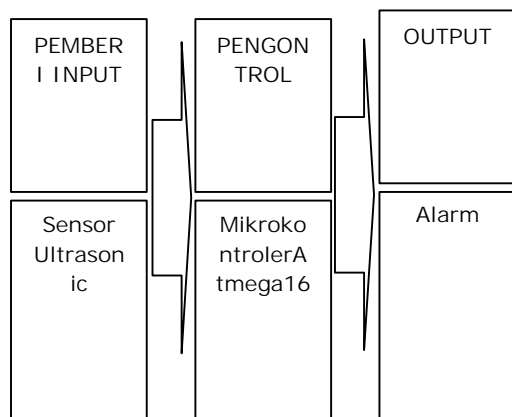 PEMBER
I INPUT
PENGON
TROL
OUTPUT
Sensor
Ultrason
ic
Mikroko
ntrolerA
tmega16
Alarm